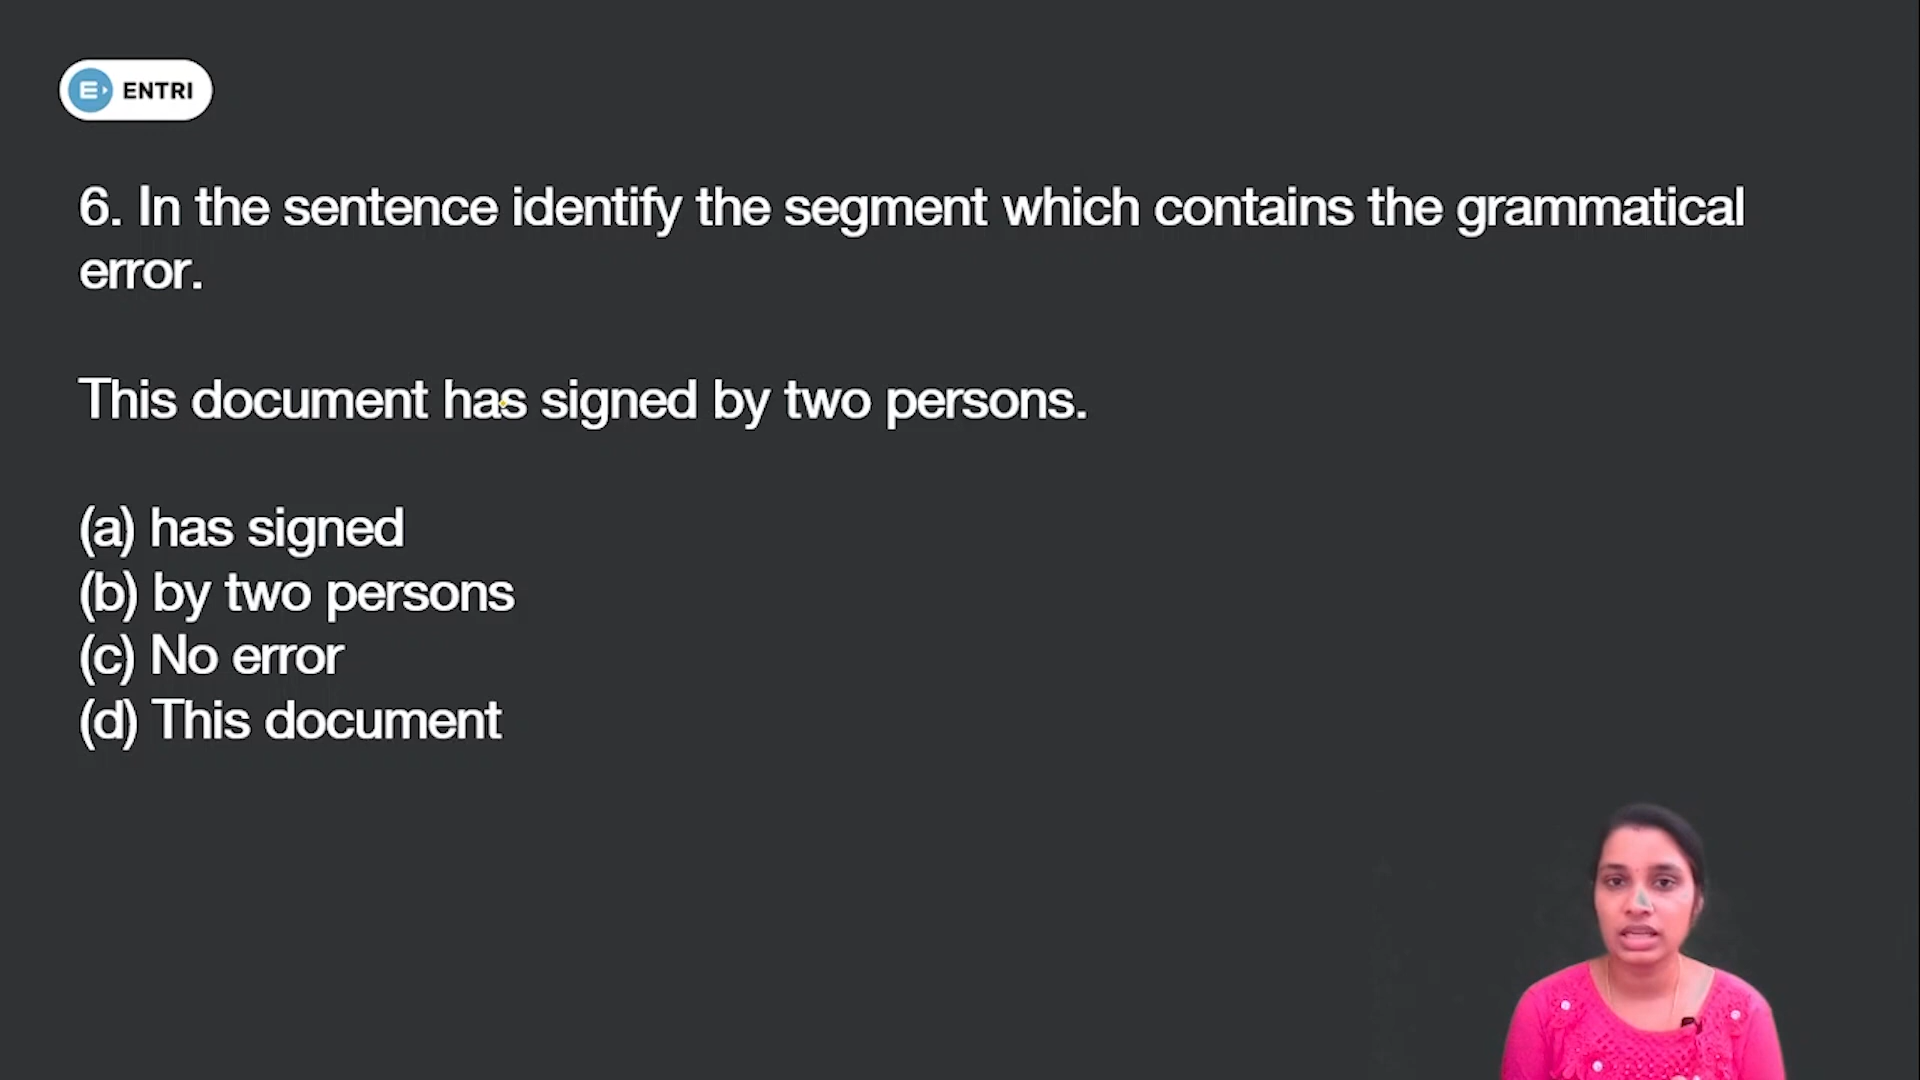 ENTRI
6. In the sentence identify the segment which contains the grammatical
error.
This document has signed by two persons.
(a) has signed
(b) by two persons
(c) No error
(d) This document